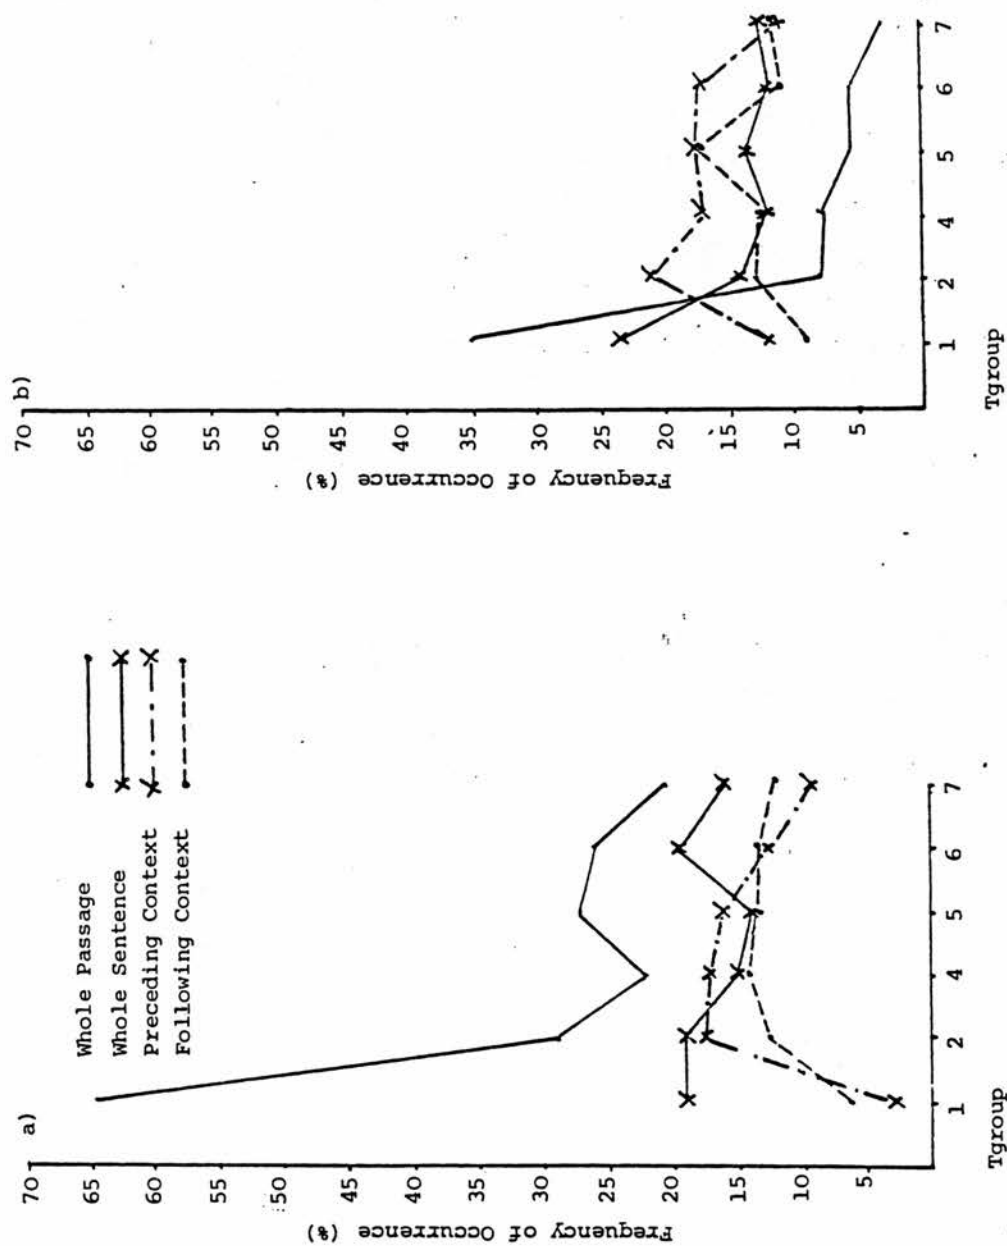 a)
70
65
60
55
50
45
40
35
30
25
20
15
10
5
Frequency of Occurrence (%)
1 2 4 5 6 7
Tgroup
Whole Passage
Whole Sentence
Preceding Context
Following Context
b)
70
65
60
55
50
45
40
35
30
25
20
15
10
5
Frequency of Occurrence (%)
1 2 4 5 6 7
Tgroup